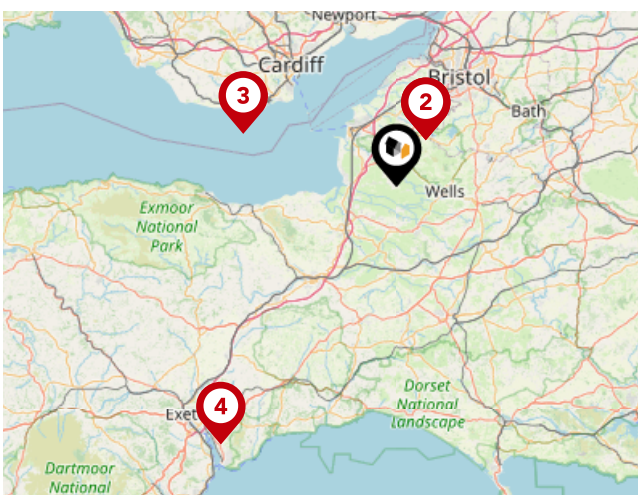 Newport
Cardiff
3
Bristol
2
Bath
Wells
Exmoor
National
Park
4
Exet
Dorset
National
Landscape
Dartmoor
National